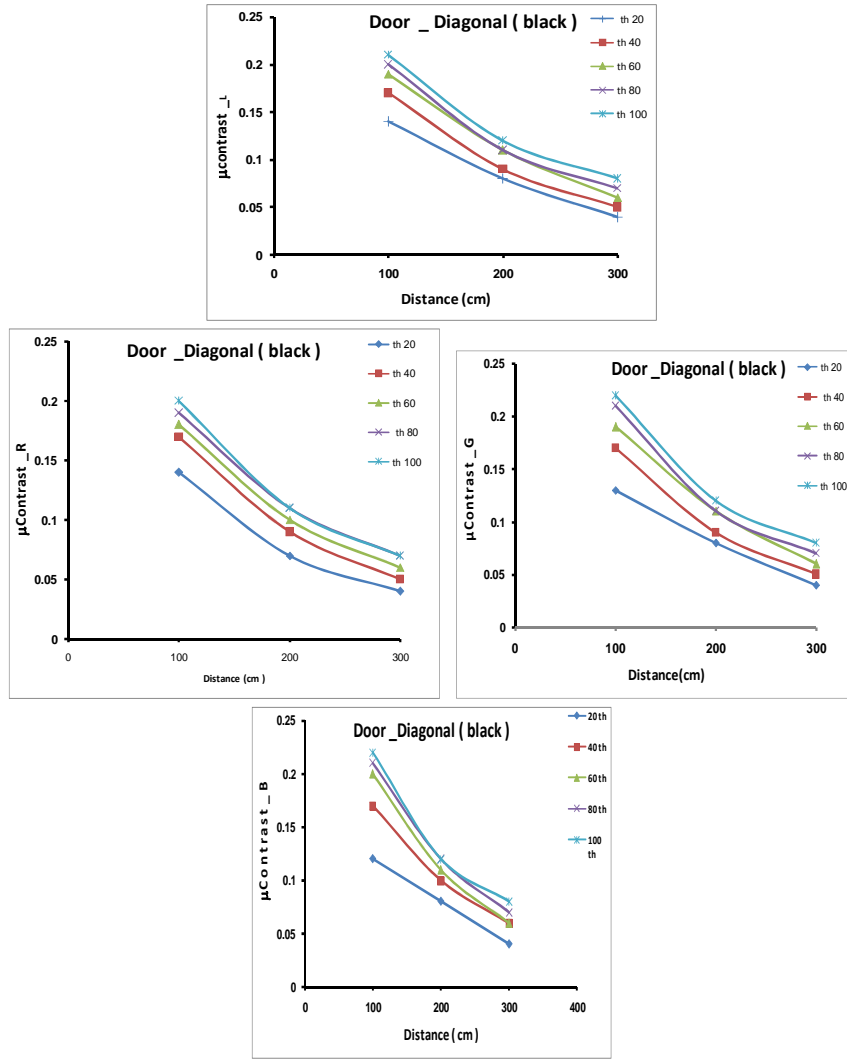 Door _ Diagonal ( black )
0.25
0.2
0.15
0.1
0.05
0
µcontrast _L
0
100
200
300
Distance (cm)
th 20
th 40
th 60
th 80
th 100
Door _Diagonal ( black )
0.25
0.2
0.15
0.1
0.05
0
µContrast _R
0
100
200
300
Distance (cm )
th 20
th 40
th 60
th 80
th 100
Door _Diagonal ( black )
0.25
0.2
0.15
0.1
0.05
0
µContrast _G
0
100
200
300
Distance(cm)
th 20
th 40
th 60
th 80
th 100
Door _Diagonal ( black )
0.25
0.2
0.15
0.1
0.05
0
µContrast _ B
0
100
200
300
400
Distance ( cm )
20 th
40 th
60 th
80 th
100
th